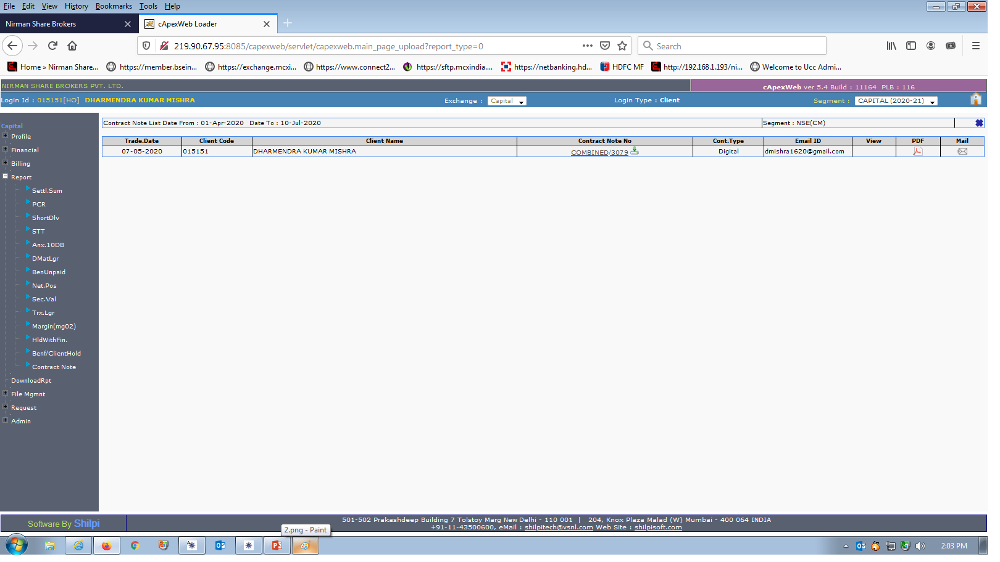 File Edit View History Bookmarks Tools Help
Nirman Share Brokers
cApexWeb Loader
219.90.67.95:8085/capexweb/servlet/capexweb.main_page_upload?report_type=0
Search
Home » Nirman Share... https://member.bsein... https://exchange.mcxi... https://www.connect2... https://sftp.mcxindia.... https://netbanking.hd... HDFC MF http://192.168.1.193/ni... Welcome to Ucc Admi...
NIRMAN SHARE BROKERS PVT. LTD.
cApexWeb ver 5.4 Build : 11164 PLB : 116
Login Id : 015151[HO] DHARMENDRA KUMAR MISHRA
Exchange : Capital
Login Type : Client
Segment : CAPITAL (2020-21)
Capital
Profile
Financial
Billing
Report
Settl.Sum
PCR
ShortDlv
STT
Anx.10DB
DMatLgr
BenUnpaid
Net.Pos
Sec.Val
Trx.Lgr
Margin(mg02)
HldWithFin.
Benf/ClientHold
Contract Note
DownloadRpt
File Mgmnt
Request
Admin
Contract Note List Date From : 01-Apr-2020 Date To : 10-Jul-2020
Segment : NSE(CM)
Trade.Date Client Code Client Name Contract Note No Cont.Type Email ID View PDF Mail
07-05-2020 015151 DHARMENDRA KUMAR MISHRA COMBINED/3079 Digital dmishra1620@gmail.com
Software By Shilpi
501-502 Prakashdeep Building 7 Tolstoy Marg New Delhi - 110 001 | 204, Knox Plaza Malad (W) Mumbai - 400 064 INDIA
+91-11-43500600, eMail : shilpitech@vsnl.com Web Site : shilpisoft.com
2.png - Paint
2:03 PM